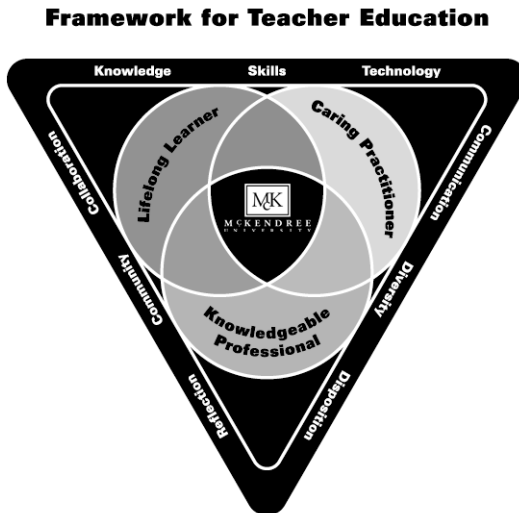 Framework for Teacher Education
Knowledge Skills Technology
Collaboration
Community
Reflection
Communication
Diversity
Disposition
Lifelong Learner
Caring Practitioner
MK
MCKENDREE
UNIVERSITY
Knowledgeable
Professional